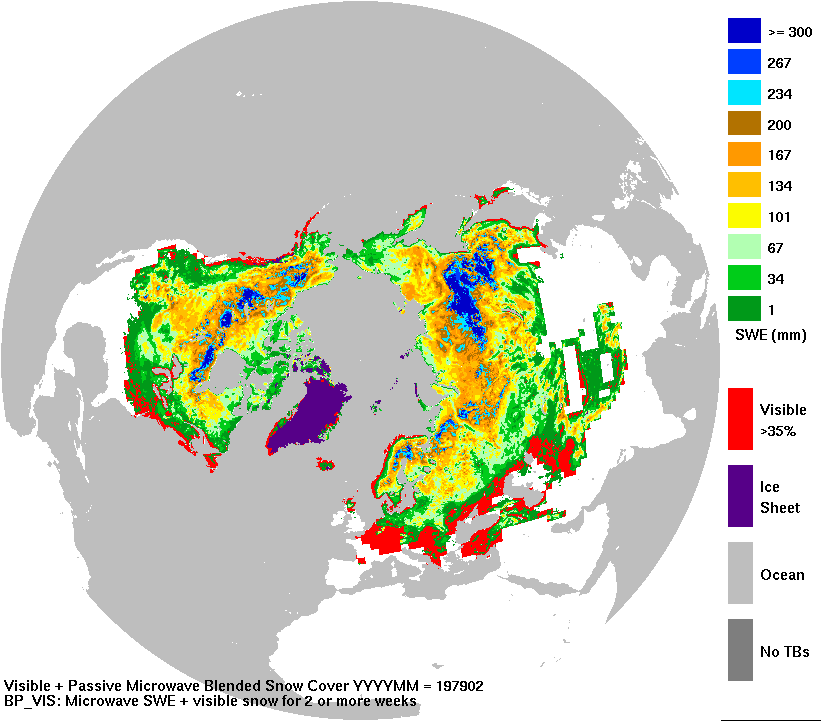 >= 300
267
234
200
167
134
101
67
34
1
SWE (mm)
Visible
>35%
Ice
Sheet
Ocean
No TBs
Visible + Passive Microwave Blended Snow Cover YYYYMM = 197902
BP_VIS: Microwave SWE + visible snow for 2 or more weeks